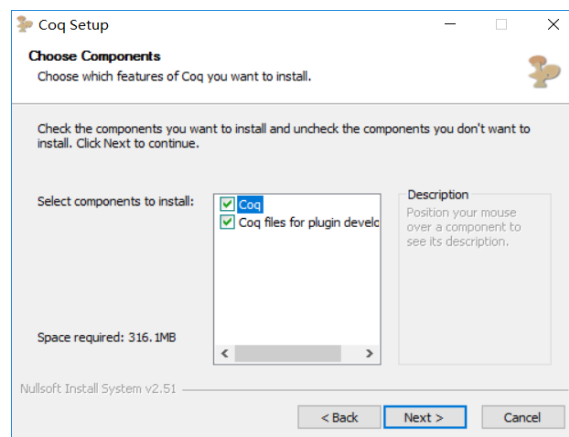 Coq Setup
Choose Components
Choose which features of Coq you want to install.
Check the components you want to install and uncheck the components you don't want to
install. Click Next to continue.
Select components to install:
Coq
Coq files for plugin develc
Description
Position your mouse
over a component to
see its description.
Space required: 316.1MB
Nullsoft Install System v2.51
< Back
Next >
Cancel